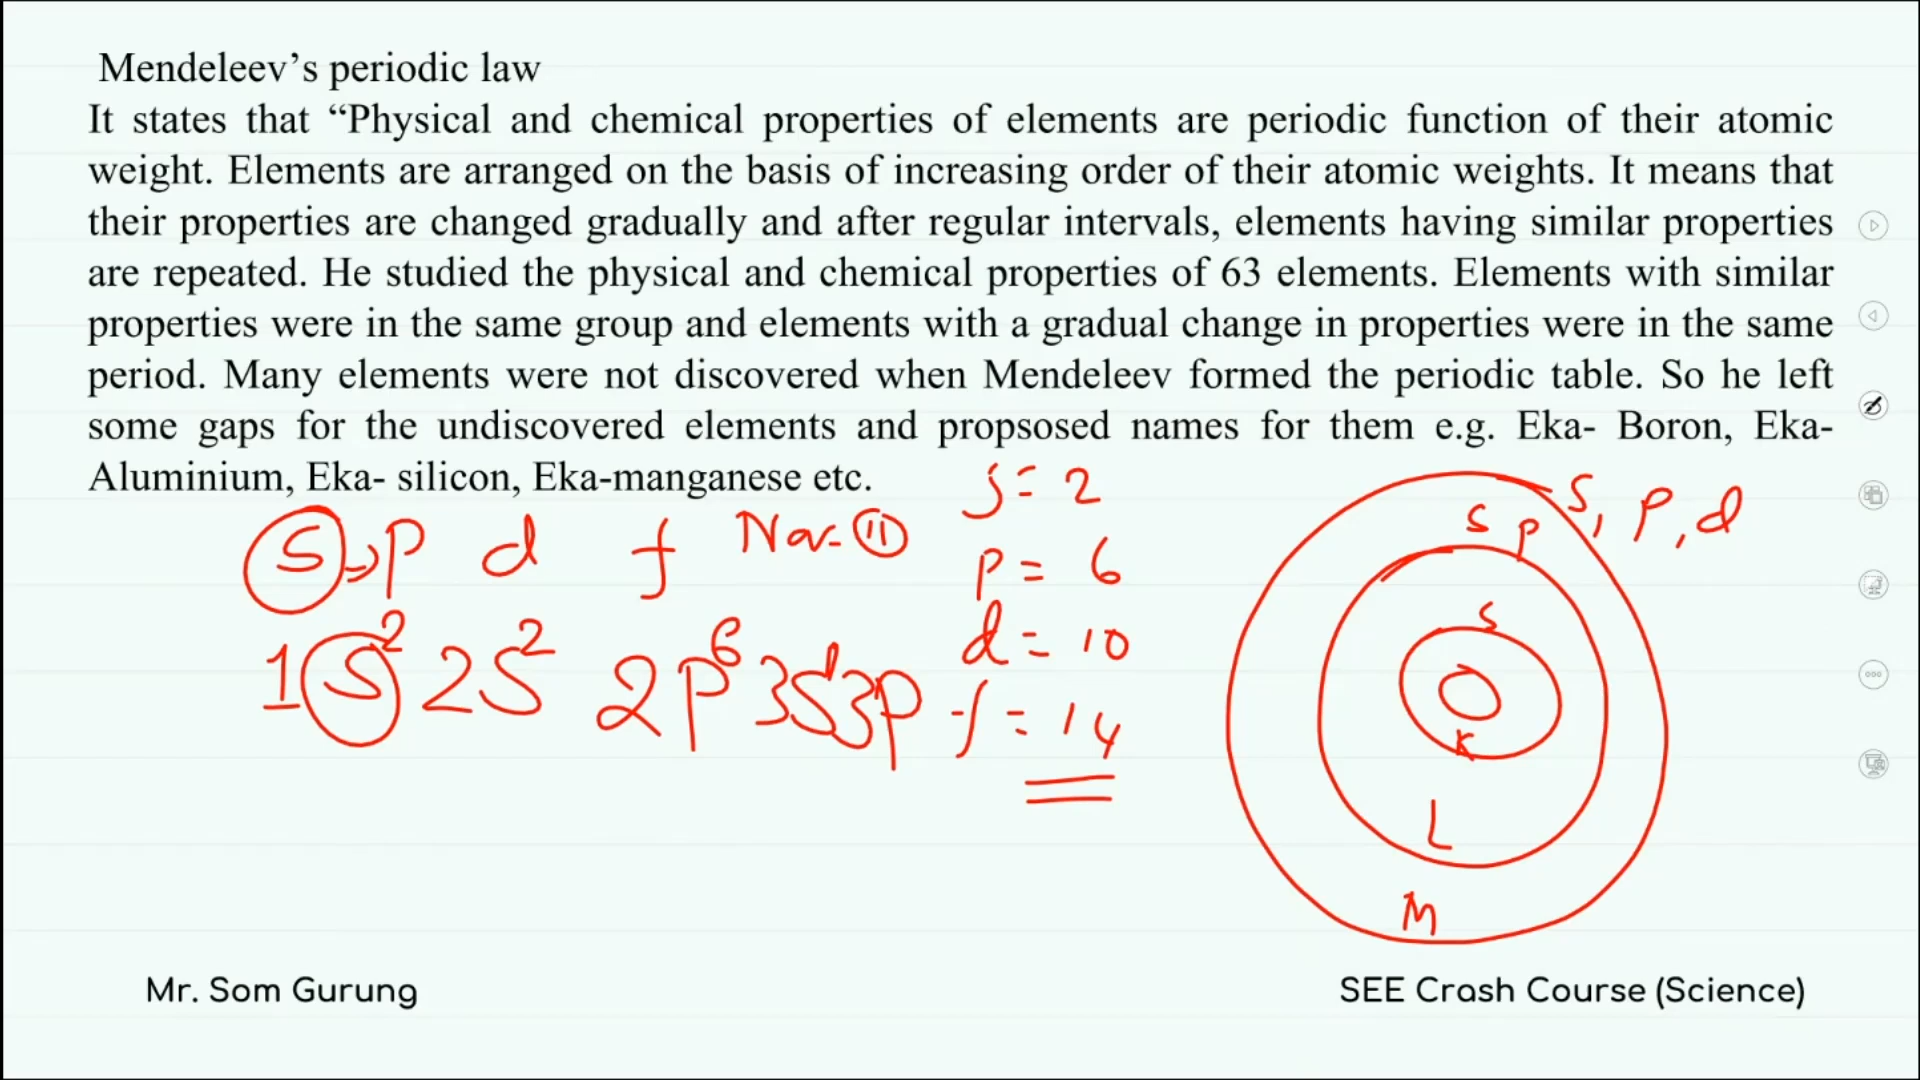 Mendeleev’s periodic law
It states that “Physical and chemical properties of elements are periodic function of their atomic
weight. Elements are arranged on the basis of increasing order of their atomic weights. It means that
their properties are changed gradually and after regular intervals, elements having similar properties
are repeated. He studied the physical and chemical properties of 63 elements. Elements with similar
properties were in the same group and elements with a gradual change in properties were in the same
period. Many elements were not discovered when Mendeleev formed the periodic table. So he left
some gaps for the undiscovered elements and propsosed names for them e.g. Eka- Boron, Eka-
Aluminium, Eka- silicon, Eka-manganese etc.
s p d f
1s² 2s² 2p⁶ 3s¹ 3p
s = 2
p = 6
d = 10
f = 14
s, p, d
s p
s
K
L
M
Mr. Som Gurung
SEE Crash Course (Science)